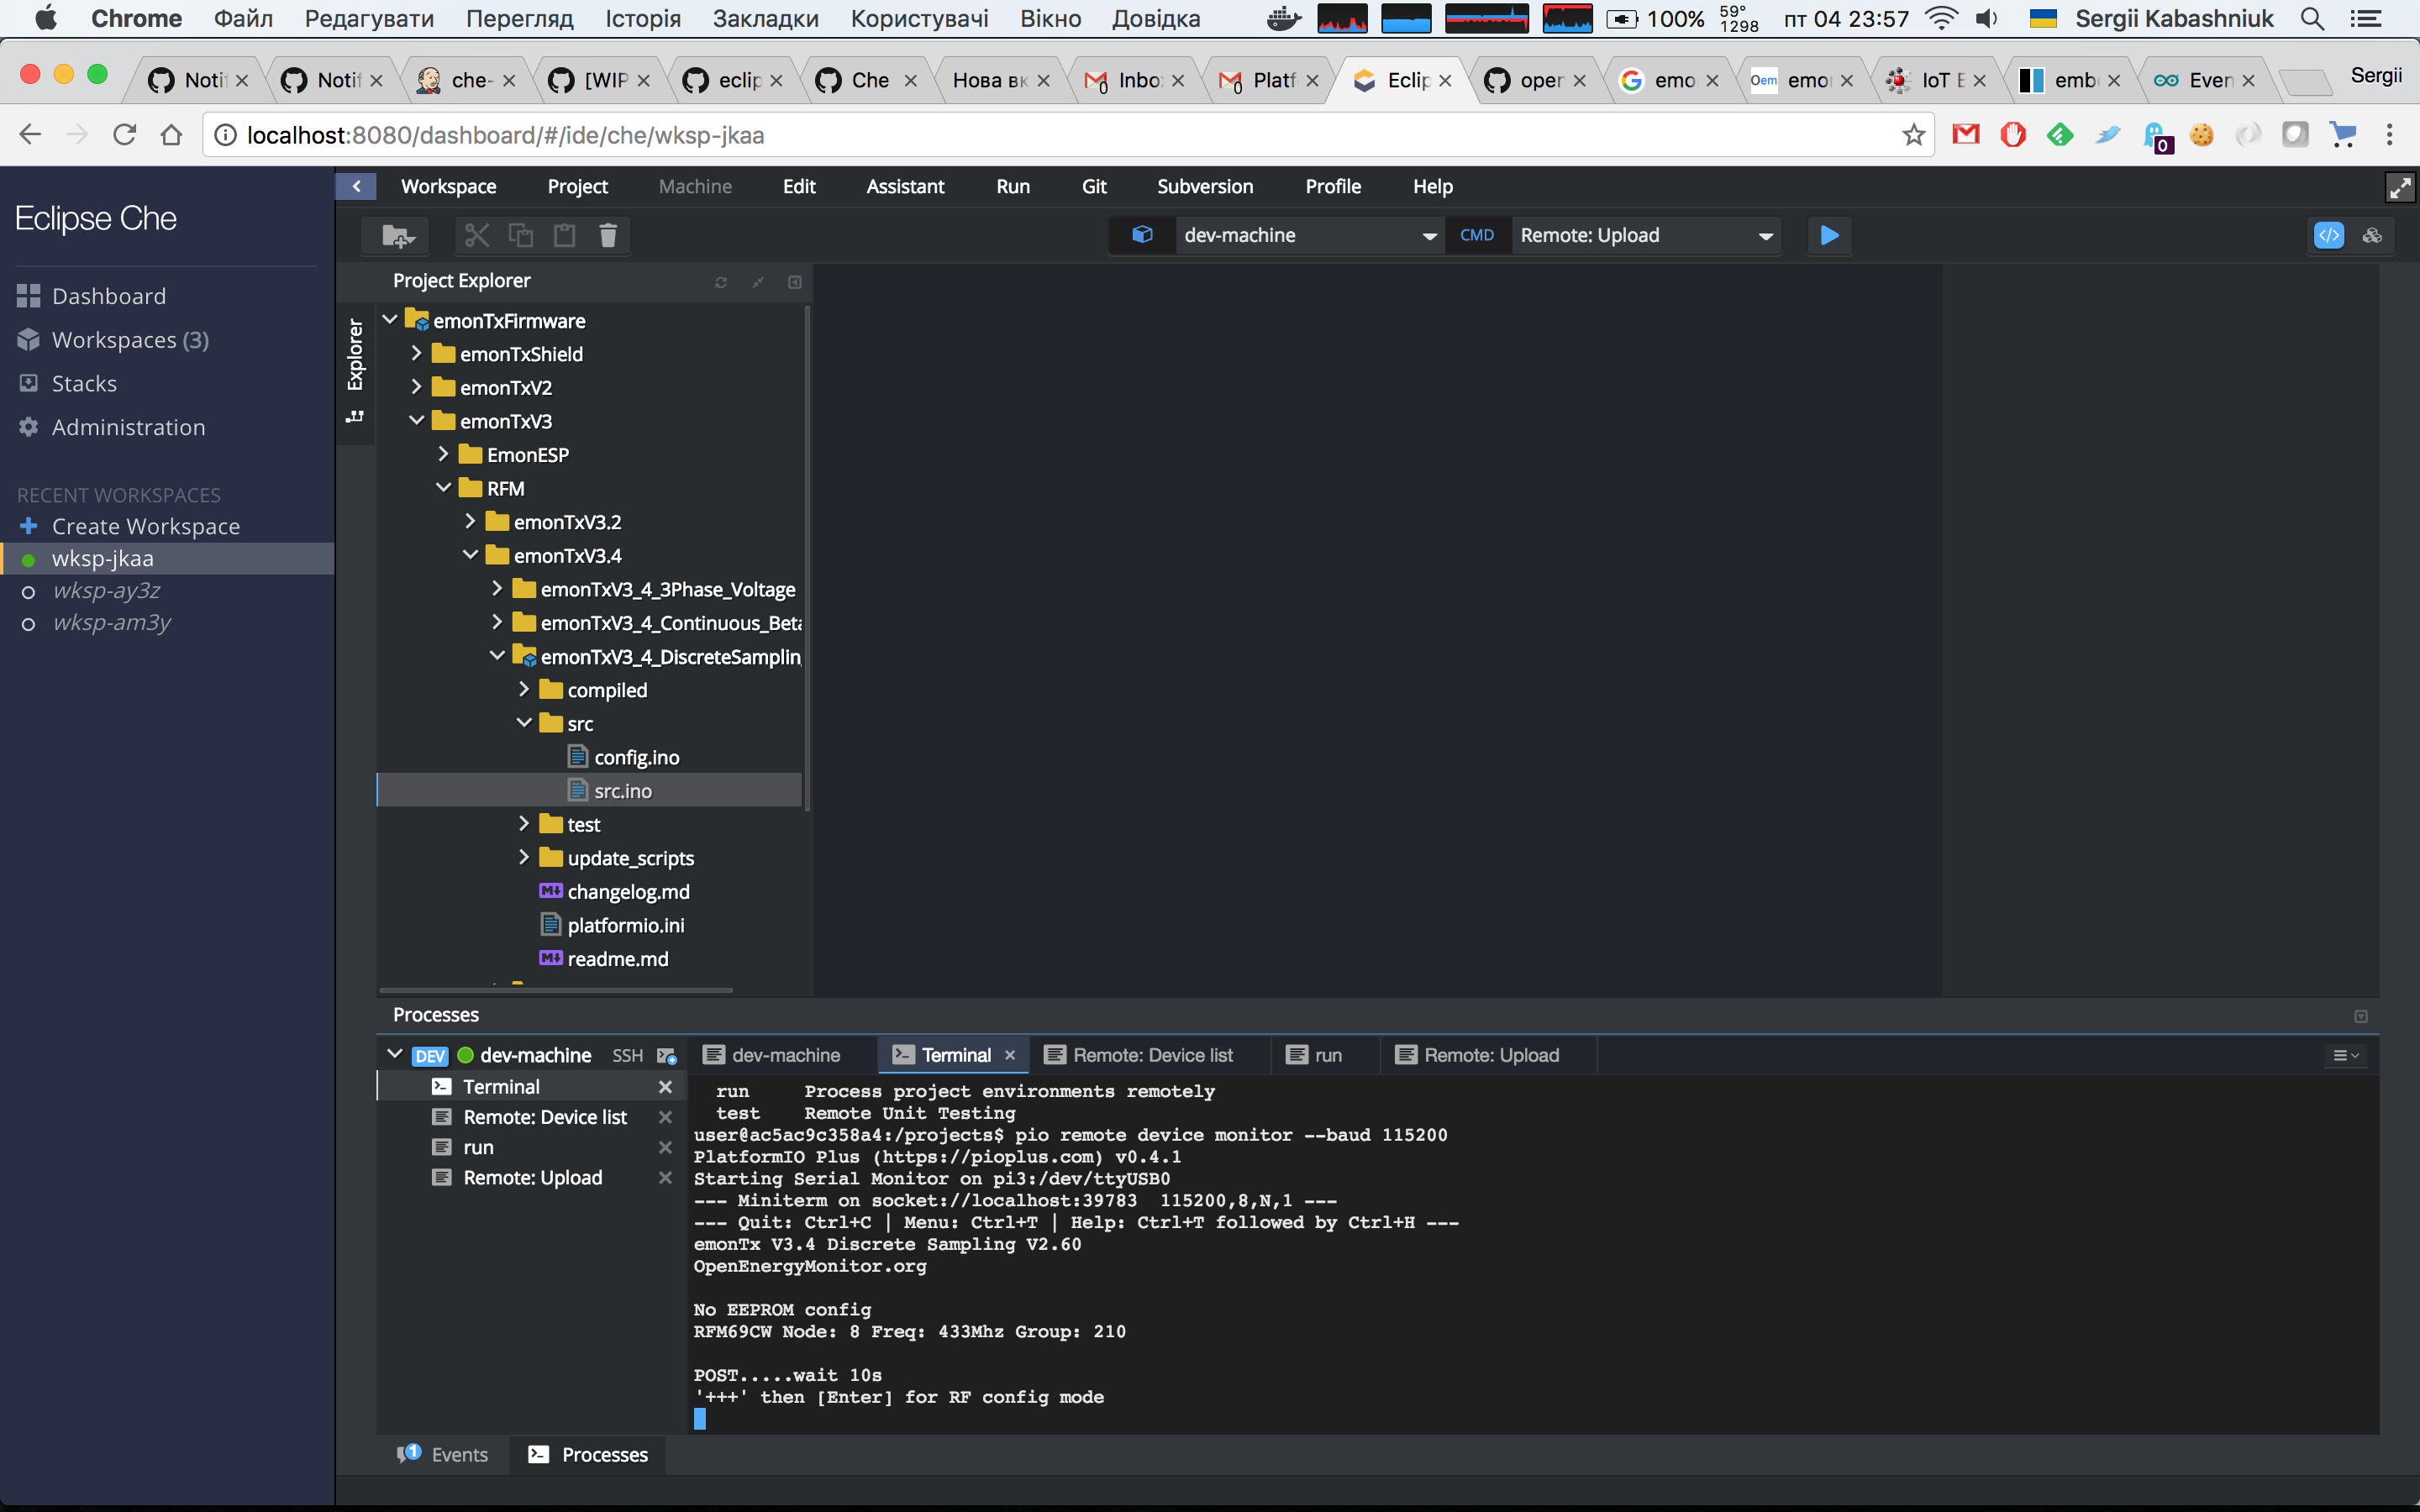 Chrome Файл Редагувати Перегляд Історія Закладки Користувачі Вікно Довідка 100% 59° 1298 пт 04 23:57 Sergii Kabashniuk
Notif Notif che- [WIP eclip Che Нова вк Inbo Platf Eclip oper emo emo IoT E emb Even Sergii
localhost:8080/dashboard/#/ide/che/wksp-jkaa 0
Workspace Project Machine Edit Assistant Run Git Subversion Profile Help
Eclipse Che
dev-machine CMD Remote: Upload
Dashboard
Workspaces (3)
Stacks
Administration
RECENT WORKSPACES
Create Workspace
wksp-jkaa
wksp-ay3z
wksp-am3y
Project Explorer
Explorer
emonTxFirmware
emonTxShield
emonTxV2
emonTxV3
EmonESP
RFM
emonTxV3.2
emonTxV3.4
emonTxV3_4_3Phase_Voltage
emonTxV3_4_Continuous_Beta
emonTxV3_4_DiscreteSamplin
compiled
src
config.ino
src.ino
test
update_scripts
changelog.md
platformio.ini
readme.md
Processes
DEV dev-machine SSH
Terminal
Remote: Device list
run
Remote: Upload
dev-machine Terminal Remote: Device list run Remote: Upload
run Process project environments remotely
test Remote Unit Testing
user@ac5ac9c358a4:/projects$ pio remote device monitor --baud 115200
PlatformIO Plus (https://pioplus.com) v0.4.1
Starting Serial Monitor on pi3:/dev/ttyUSB0
--- Miniterm on socket://localhost:39783 115200,8,N,1 ---
--- Quit: Ctrl+C | Menu: Ctrl+T | Help: Ctrl+T followed by Ctrl+H ---
emonTx V3.4 Discrete Sampling V2.60
OpenEnergyMonitor.org
No EEPROM config
RFM69CW Node: 8 Freq: 433Mhz Group: 210
POST.....wait 10s
'+++' then [Enter] for RF config mode
1 Events Processes